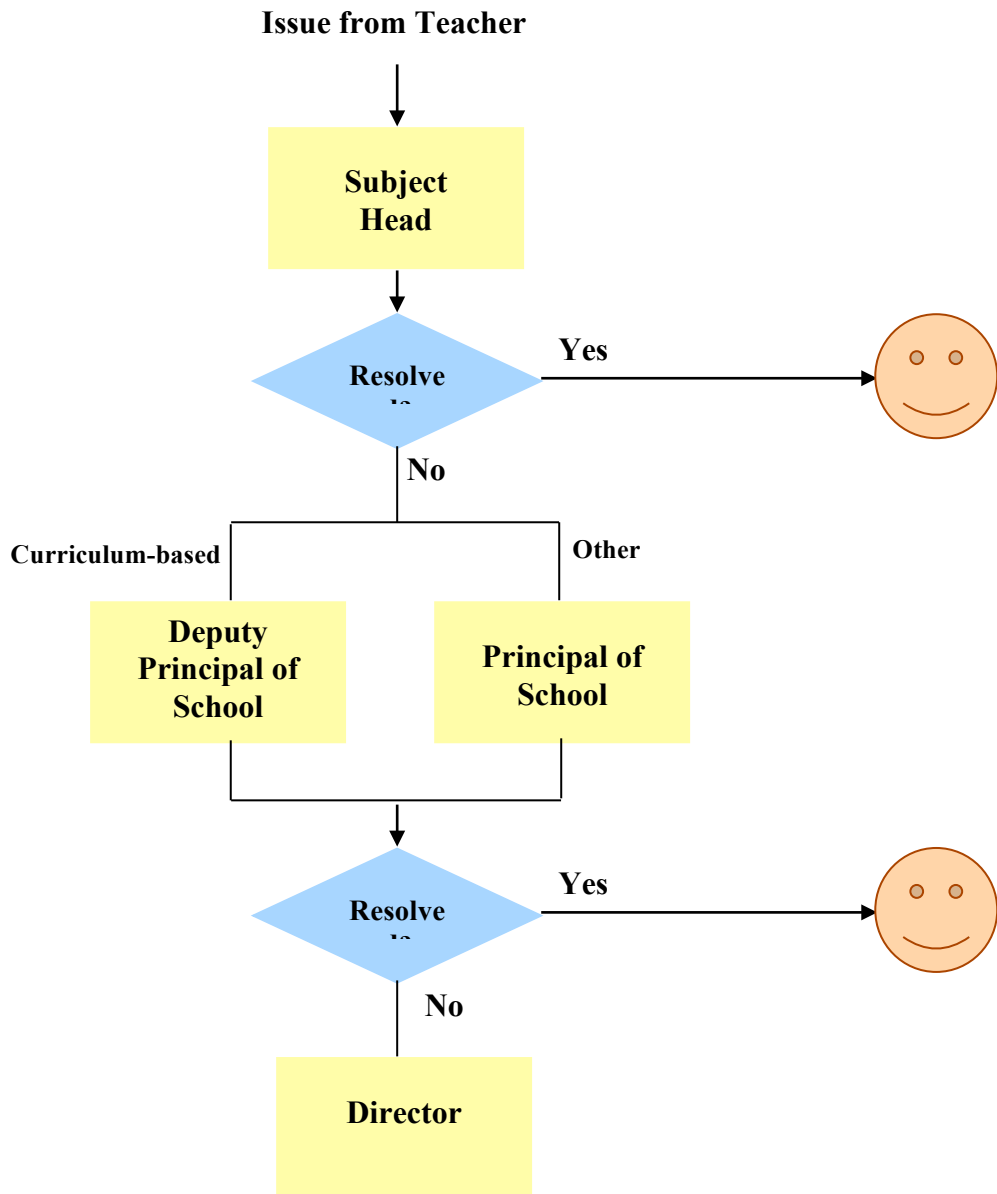 Issue from Teacher
Subject
Head
Resolve
Yes
No
Curriculum-based
Other
Deputy
Principal of
School
Principal of
School
Resolve
Yes
No
Director